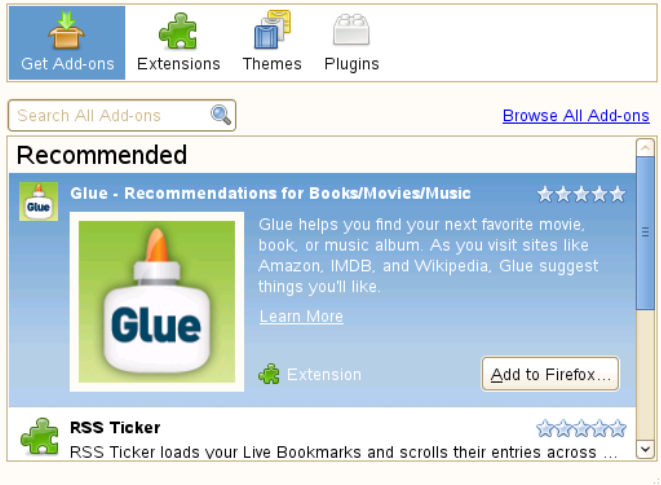 Get Add-ons Extensions Themes Plugins
Search All Add-ons Browse All Add-ons
Recommended
Glue Glue - Recommendations for Books/Movies/Music
Glue helps you find your next favorite movie,
book, or music album. As you visit sites like
Amazon, IMDB, and Wikipedia, Glue suggest
things you'll like.
Glue
Learn More
Extension Add to Firefox...
RSS Ticker
RSS Ticker loads your Live Bookmarks and scrolls their entries across ...